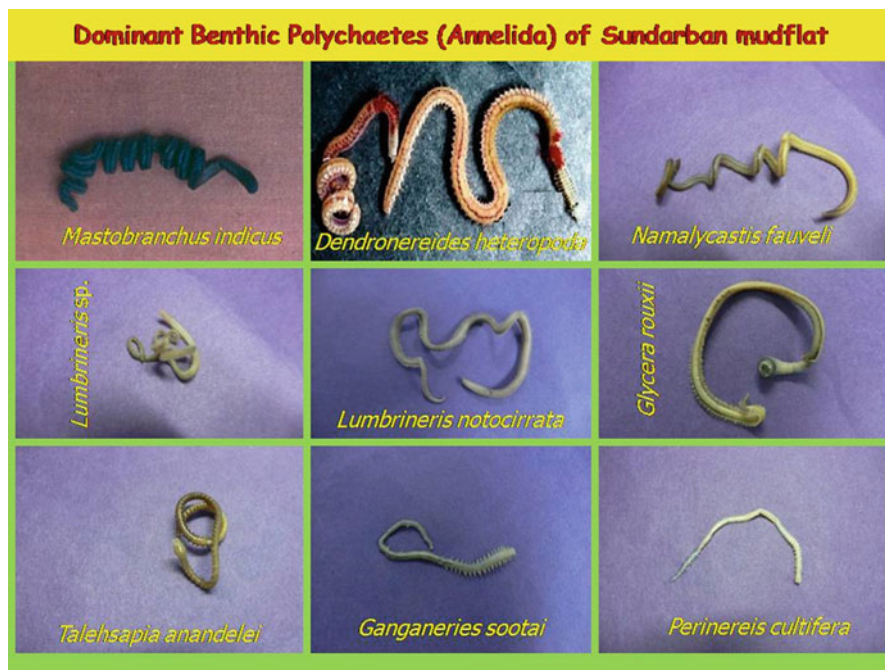 Dominant Benthic Polychaetes (Annelida) of Sundarban mudflat
Mastobranchus indicus
Dendronereides heteropoda
Namalycastis fauveli
Lumbrineris sp.
Lumbrineris notocirrata
Glycera rouxii
Talehsapia anandelei
Ganganeries sootai
Perinereis cultifera